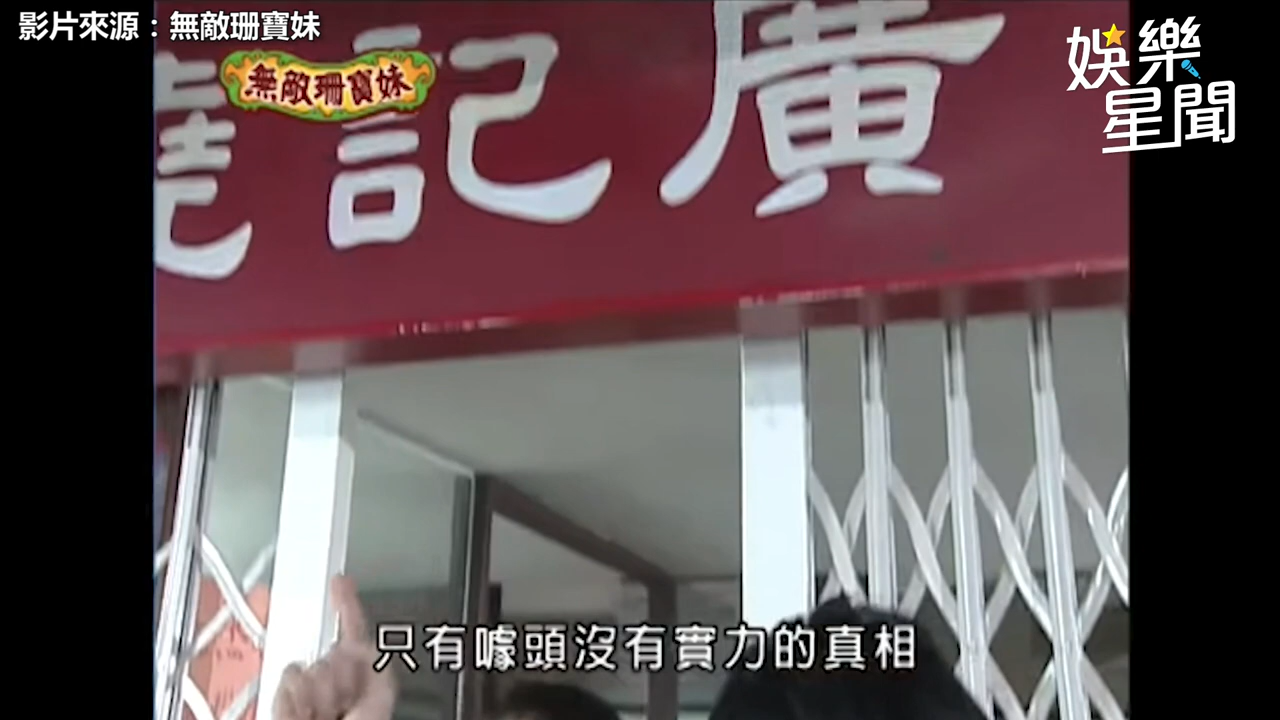 影片來源：無敵珊寶妹
無敵珊寶妹
娛樂
星聞
廣記
只有噱頭沒有實力的真相